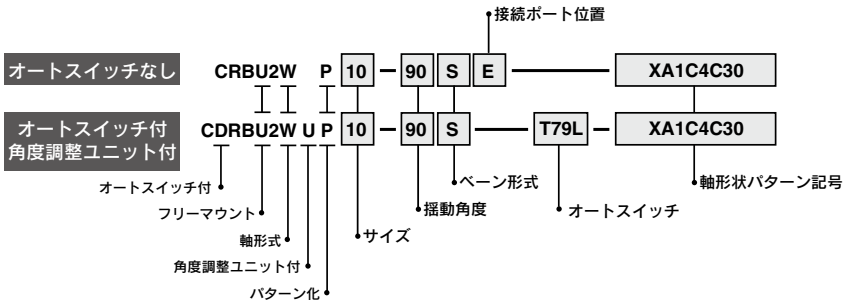 接続ポート位置
オートスイッチなし CRBU2W P 10 - 90 S E - XA1C4C30
オートスイッチ付
角度調整ユニット付
CDRBU2W U P 10 - 90 S - T79L - XA1C4C30
オートスイッチ付
フリーマウント
軸形式
角度調整ユニット付
パターン化
サイズ
揺動角度
ベーン形式
オートスイッチ
軸形状パターン記号